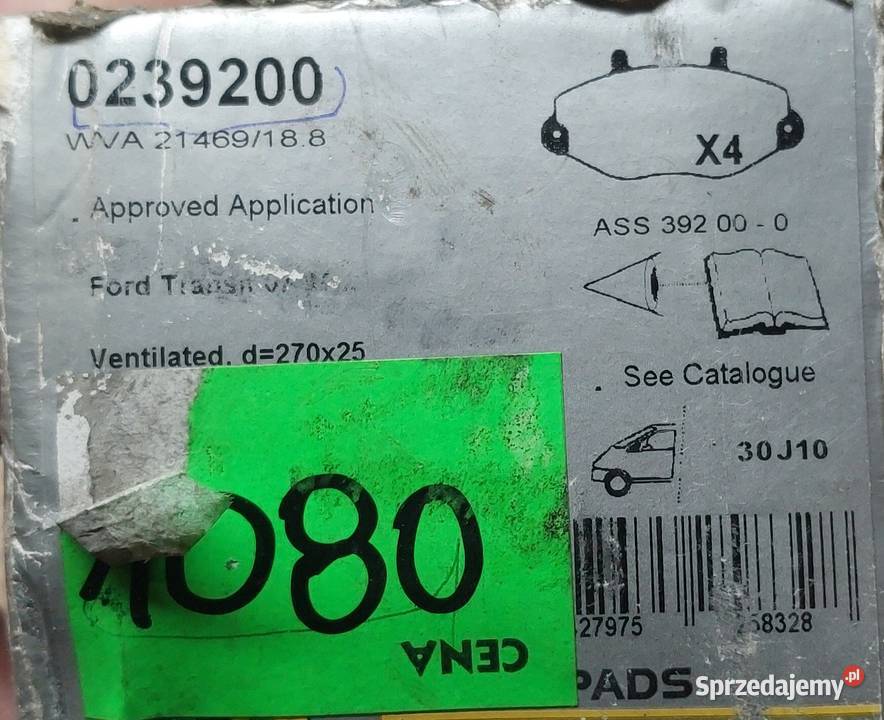 0239200
WVA 21469/18.8
X4
. Approved Application
ASS 392 00 - 0
Ford Transit
Ventilated. d=270x25
. See Catalogue
30J10
27975
58328
CENA
PADS
Sprzedajemy.pl